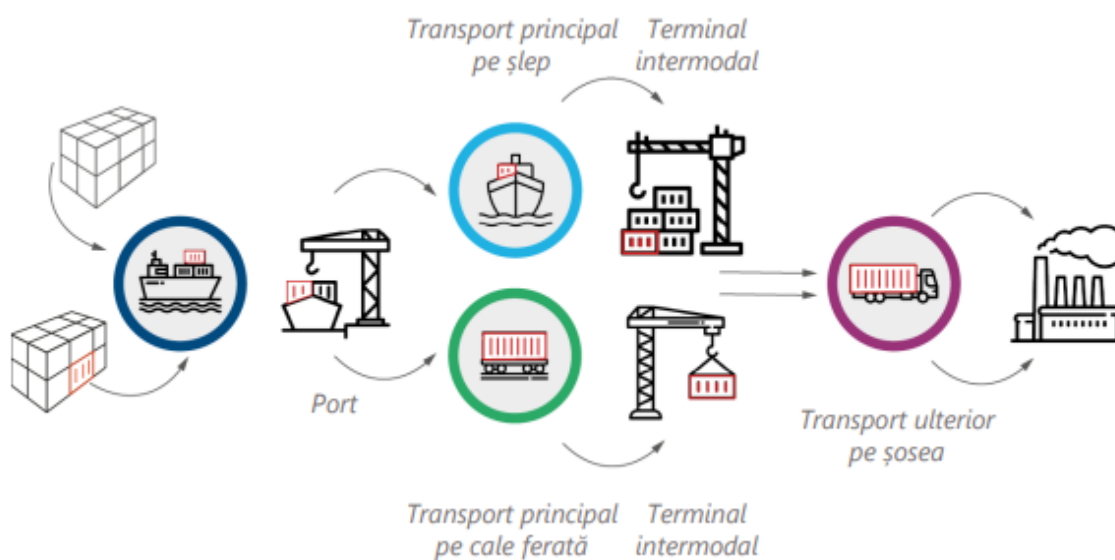 Transport principal
pe șlep
Terminal
intermodal
Port
Transport ulterior
pe șosea
Transport principal
pe cale ferată
Terminal
intermodal